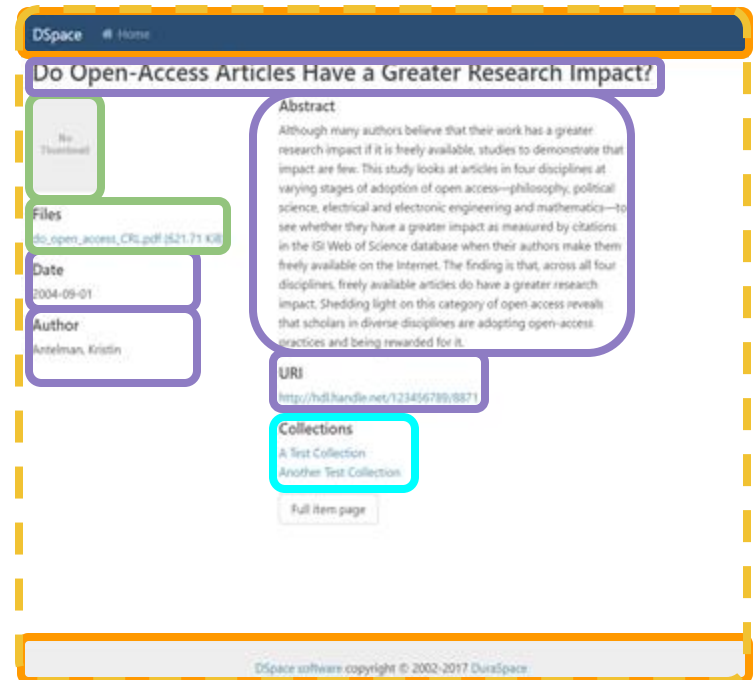 DSpace Home
Do Open-Access Articles Have a Greater Research Impact?
No
Thumbnail
Files
do_open_access_CRL.pdf (621.71 KB)
Date
2004-09-01
Author
Antelman, Kristin
Abstract
Although many authors believe that their work has a greater
research impact if it is freely available, studies to demonstrate that
impact are few. This study looks at articles in four disciplines at
varying stages of adoption of open access—philosophy, political
science, electrical and electronic engineering and mathematics—to
see whether they have a greater impact as measured by citations
in the ISI Web of Science database when their authors make them
freely available on the Internet. The finding is that, across all four
disciplines, freely available articles do have a greater research
impact. Shedding light on this category of open access reveals
that scholars in diverse disciplines are adopting open-access
practices and being rewarded for it.
URI
http://hdl.handle.net/123456789/8871
Collections
A Test Collection
Another Test Collection
Full item page
DSpace software copyright © 2002-2017 DuraSpace